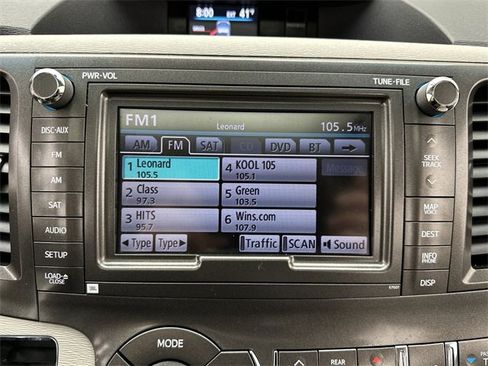 8:00 EXT 41°
PWR•VOL
TUNE•FILE
DISC•AUX
FM
AM
SAT
AUDIO
SETUP
LOAD
CLOSE
JBL
FM1 Leonard 105.5MHz
AM FM SAT CD DVD BT
1 Leonard
105.5
4 KOOL 105
105.1
Message
2 Class
97.3
5 Green
103.5
3 HITS
95.7
6 Wins.com
107.9
Type Type Traffic SCAN Sound
SEEK
TRACK
MAP
VOICE
DEST
INFO
PHONE
DISP
MODE
REAR